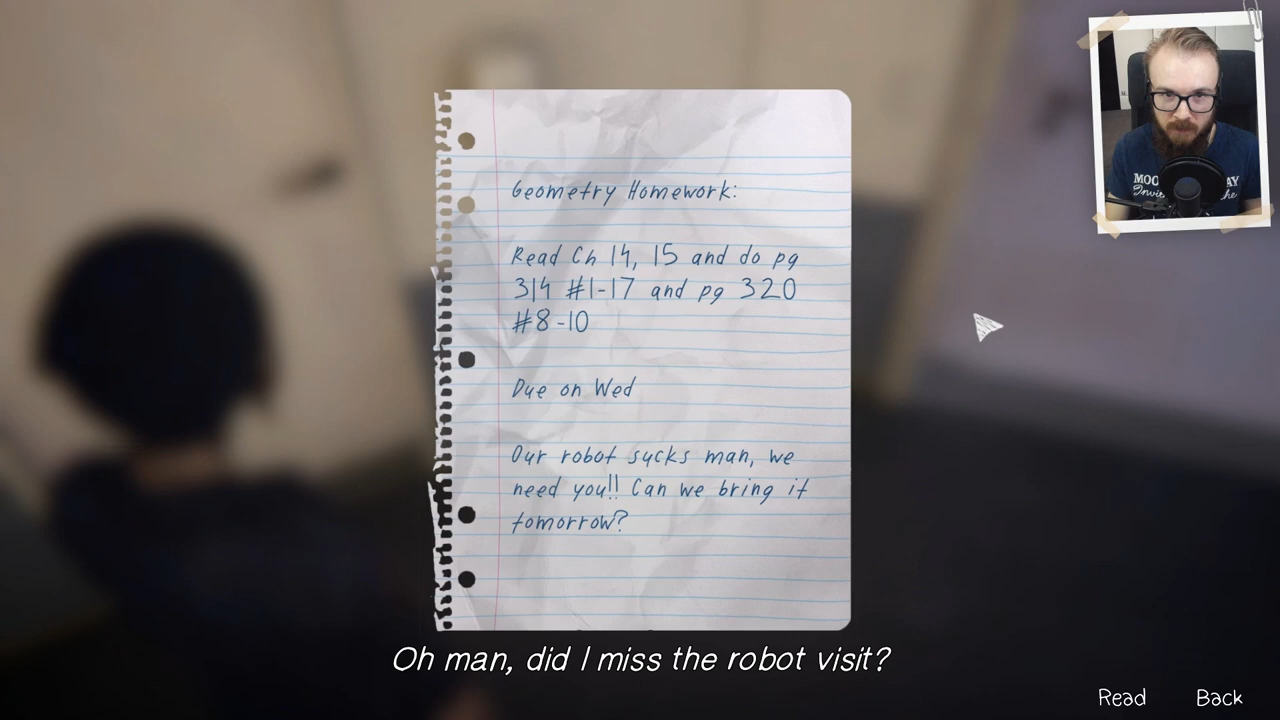 Geometry Homework:
Read Ch 14, 15 and do pg
314 #1-17 and pg 320
#8-10
Due on Wed
Our robot sucks man, we
need you!! Can we bring it
tomorrow?
Oh man, did I miss the robot visit?
Read
Back